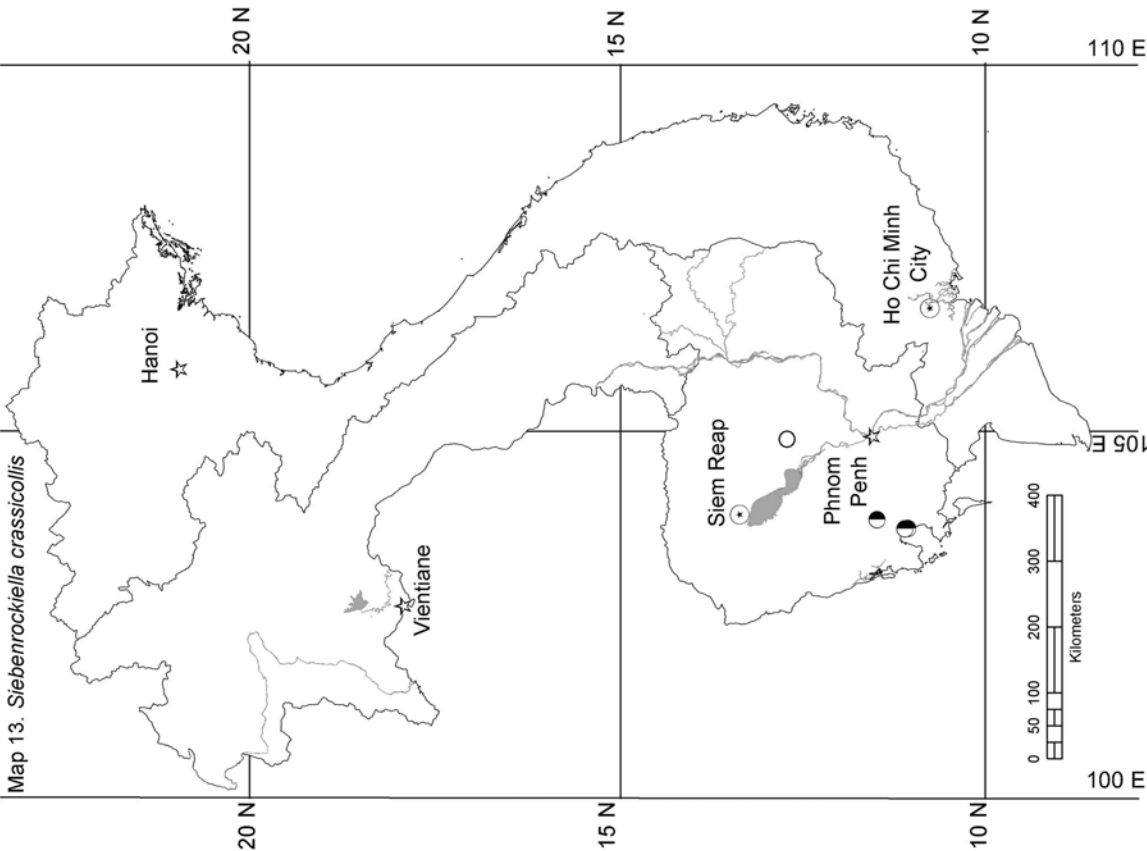 Map 13. Siebenrockiella crassicollis
20 N
15 N
10 N
110 E
Hanoi
Ho Chi Minh
City
Siem Reap
Phnom
Penh
105 E
Vientiane
0 50 100 200 300 400
Kilometers
100 E
20 N
15 N
10 N